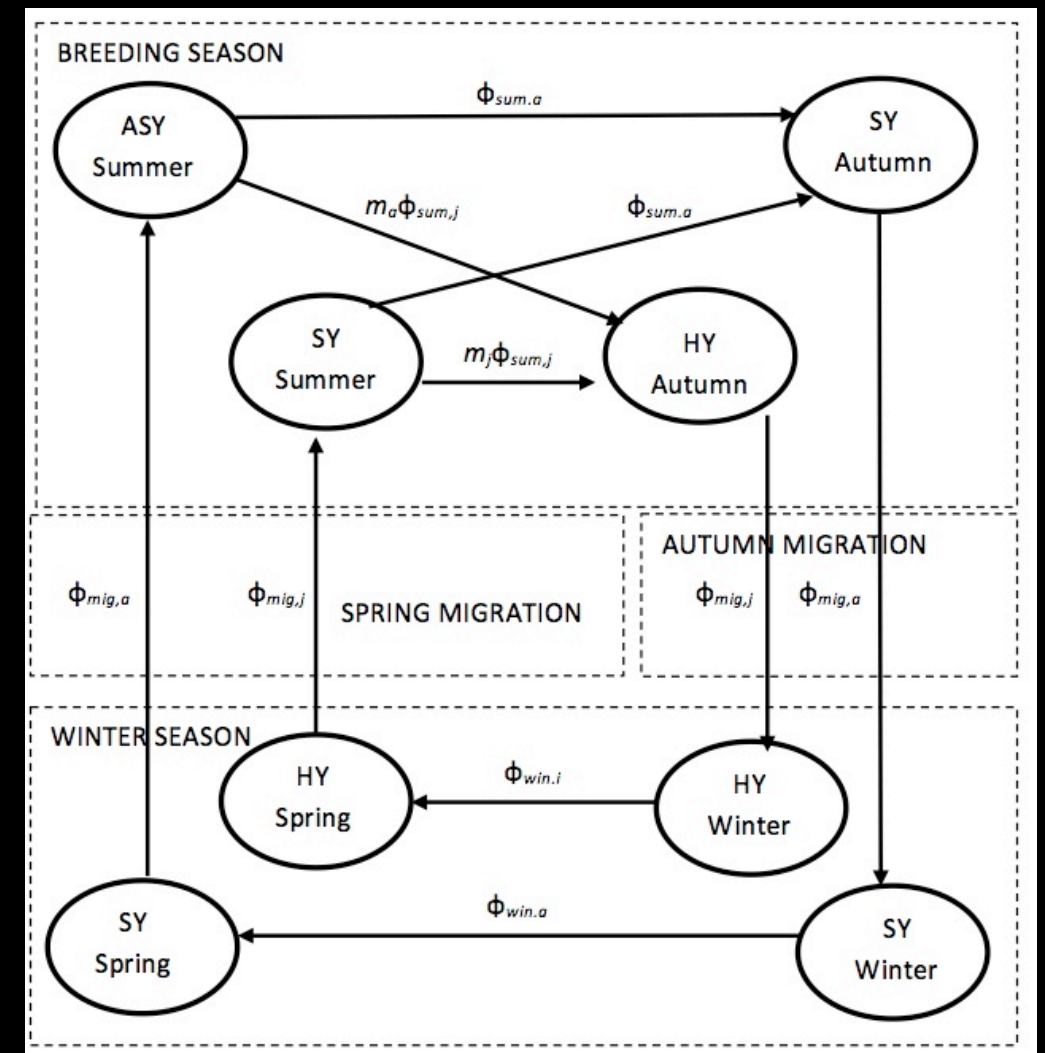 BREEDING SEASON
ϕsum.a
ASY
Summer
SY
Autumn
maϕsum,j
ϕsum.a
SY
Summer
mjϕsum,j
HY
Autumn
AUTUMN MIGRATION
ϕmig,a
ϕmig,j
SPRING MIGRATION
ϕmig,j
ϕmig,a
WINTER SEASON
HY
Spring
ϕwin.i
HY
Winter
SY
Spring
ϕwin.a
SY
Winter